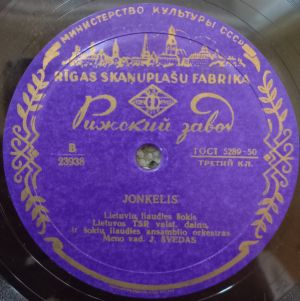 МИНИСТЕРСТВО КУЛЬТУРЫ СССР
RĪGAS SKAŅUPLAŠU FABRIKA
Рижский завод
В
23938
ГОСТ 5289-50
ТРЕТИЙ КЛ.
JONKELIS
Lietuvių liaudies šokis
Lietuvos TSR valst. dainų
ir šokių liaudies ansamblio orkestras
Meno vad. J. ŠVEDAS